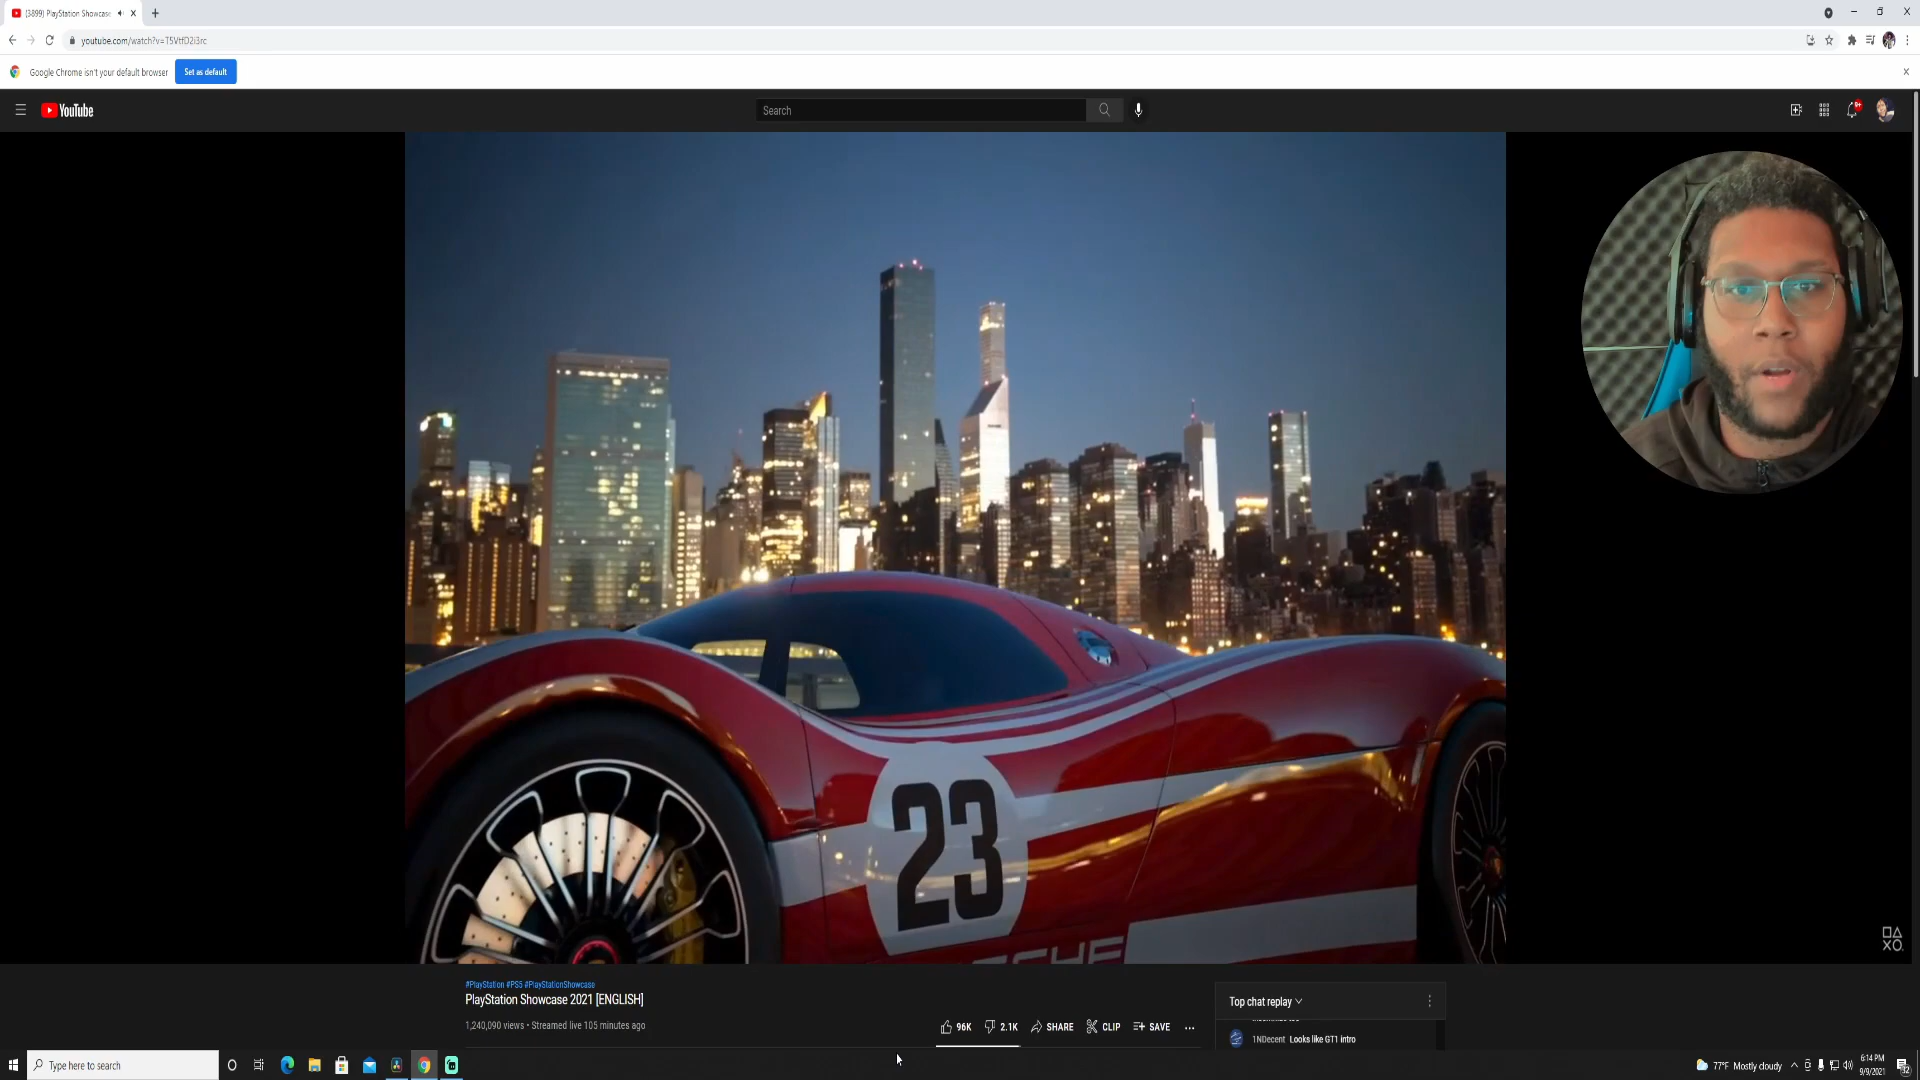 (3899) PlayStation Showcase
youtube.com/watch?v=T5VtfD2i3rc
Google Chrome isn't your default browser
Set as default
YouTube
Search
9+
23
#PlayStation #PS5 #PlayStationShowcase
PlayStation Showcase 2021 [ENGLISH]
1,240,090 views • Streamed live 105 minutes ago
96K
2.1K
SHARE
CLIP
SAVE
Top chat replay
1NDecent Looks like GT1 intro
Type here to search
77°F Mostly cloudy
6:14 PM
9/9/2021